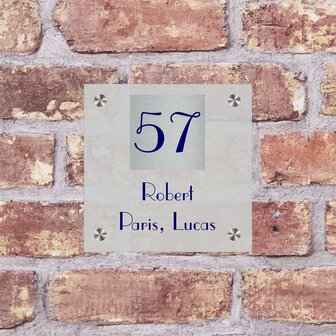 57
Robert
Paris, Lucas